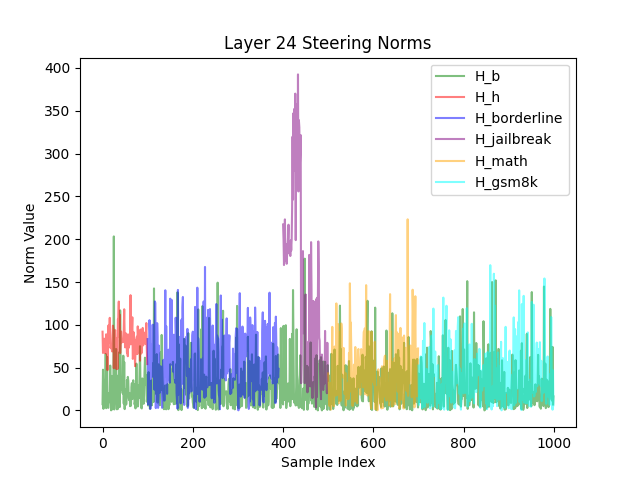 Layer 24 Steering Norms
Norm Value
400
350
300
250
200
150
100
50
0
H_b
H_h
H_borderline
H_jailbreak
H_math
H_gsm8k
0 200 400 600 800 1000
Sample Index